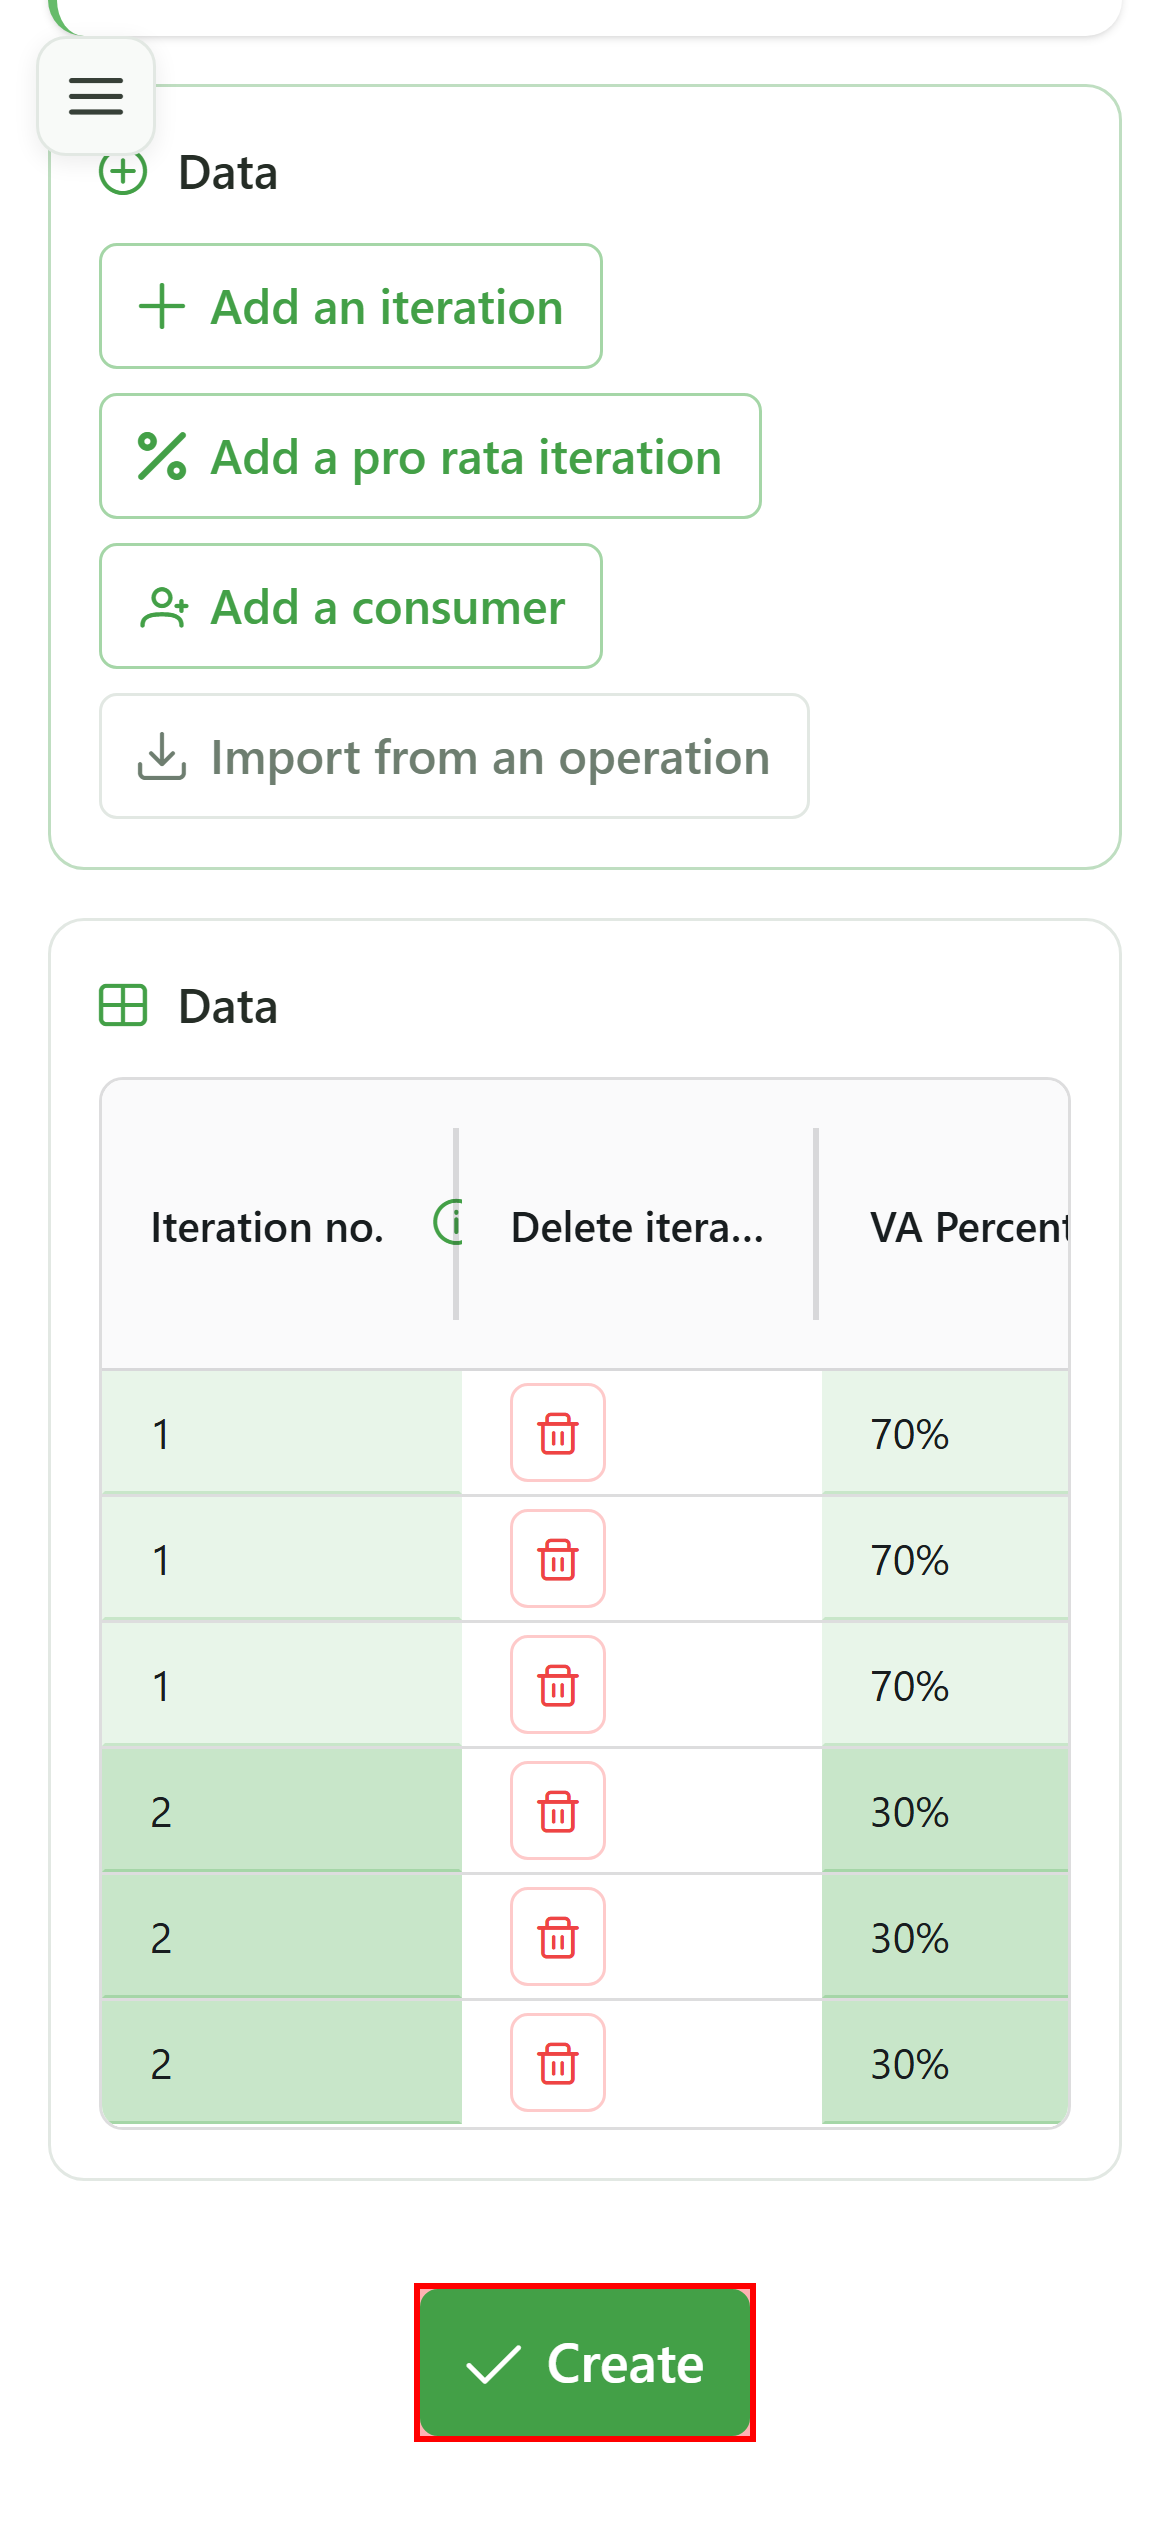 Data
Add an iteration
Add a pro rata iteration
Add a consumer
Import from an operation
Data
Iteration no. Delete itera... VA Percent
1 70%
1 70%
1 70%
2 30%
2 30%
2 30%
Create